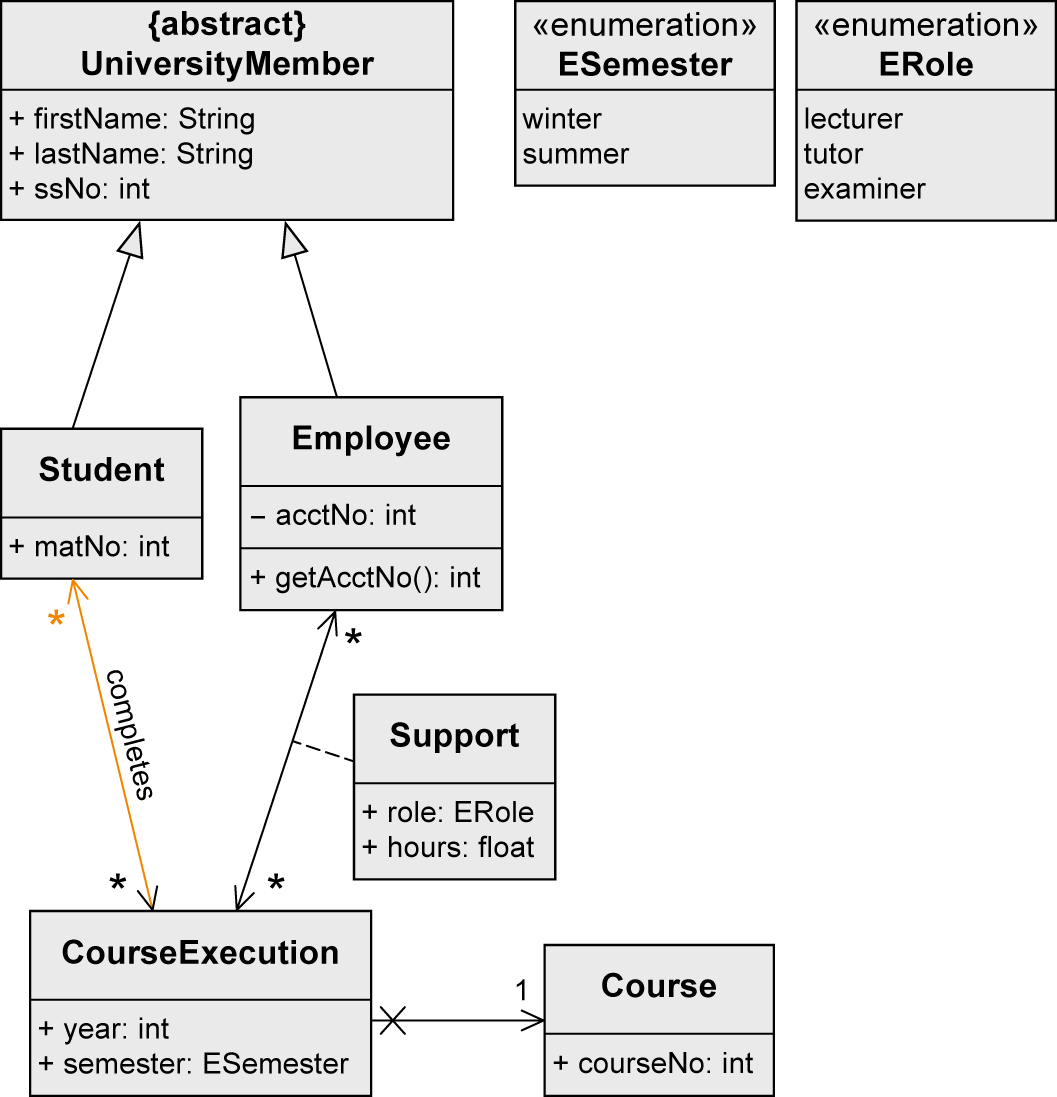 {abstract}
UniversityMember
+ firstName: String
+ lastName: String
+ ssNo: int
«enumeration»
ESemester
winter
summer
«enumeration»
ERole
lecturer
tutor
examiner
Student
+ matNo: int
Employee
– acctNo: int
+ getAcctNo(): int
*
*
completes
Support
+ role: ERole
+ hours: float
*
*
CourseExecution
+ year: int
+ semester: ESemester
1
Course
+ courseNo: int